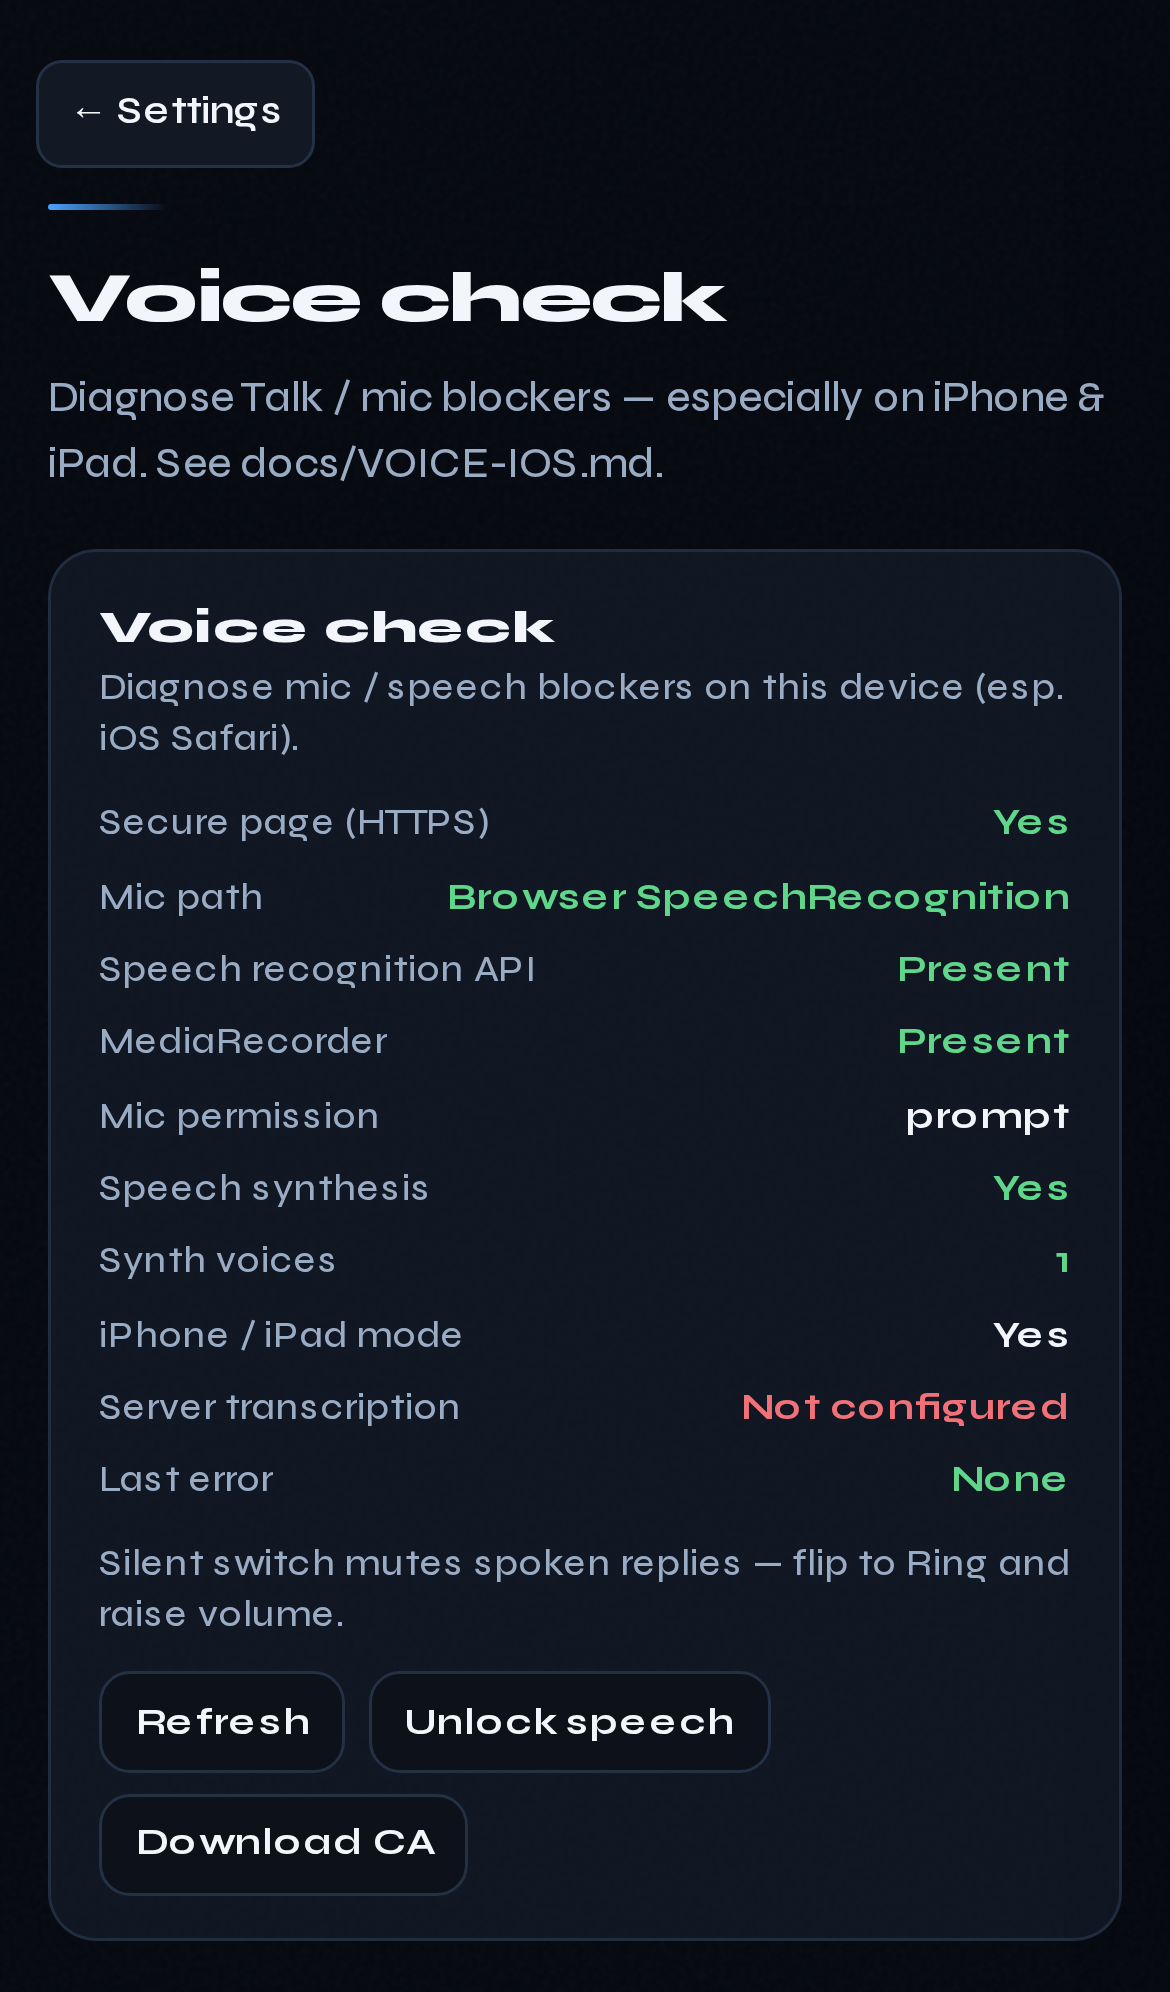 ← Settings
Voice check
Diagnose Talk / mic blockers — especially on iPhone &
iPad. See docs/VOICE-IOS.md.
Voice check
Diagnose mic / speech blockers on this device (esp.
iOS Safari).
Secure page (HTTPS) Yes
Mic path Browser SpeechRecognition
Speech recognition API Present
MediaRecorder Present
Mic permission prompt
Speech synthesis Yes
Synth voices 1
iPhone / iPad mode Yes
Server transcription Not configured
Last error None
Silent switch mutes spoken replies — flip to Ring and
raise volume.
Refresh Unlock speech
Download CA